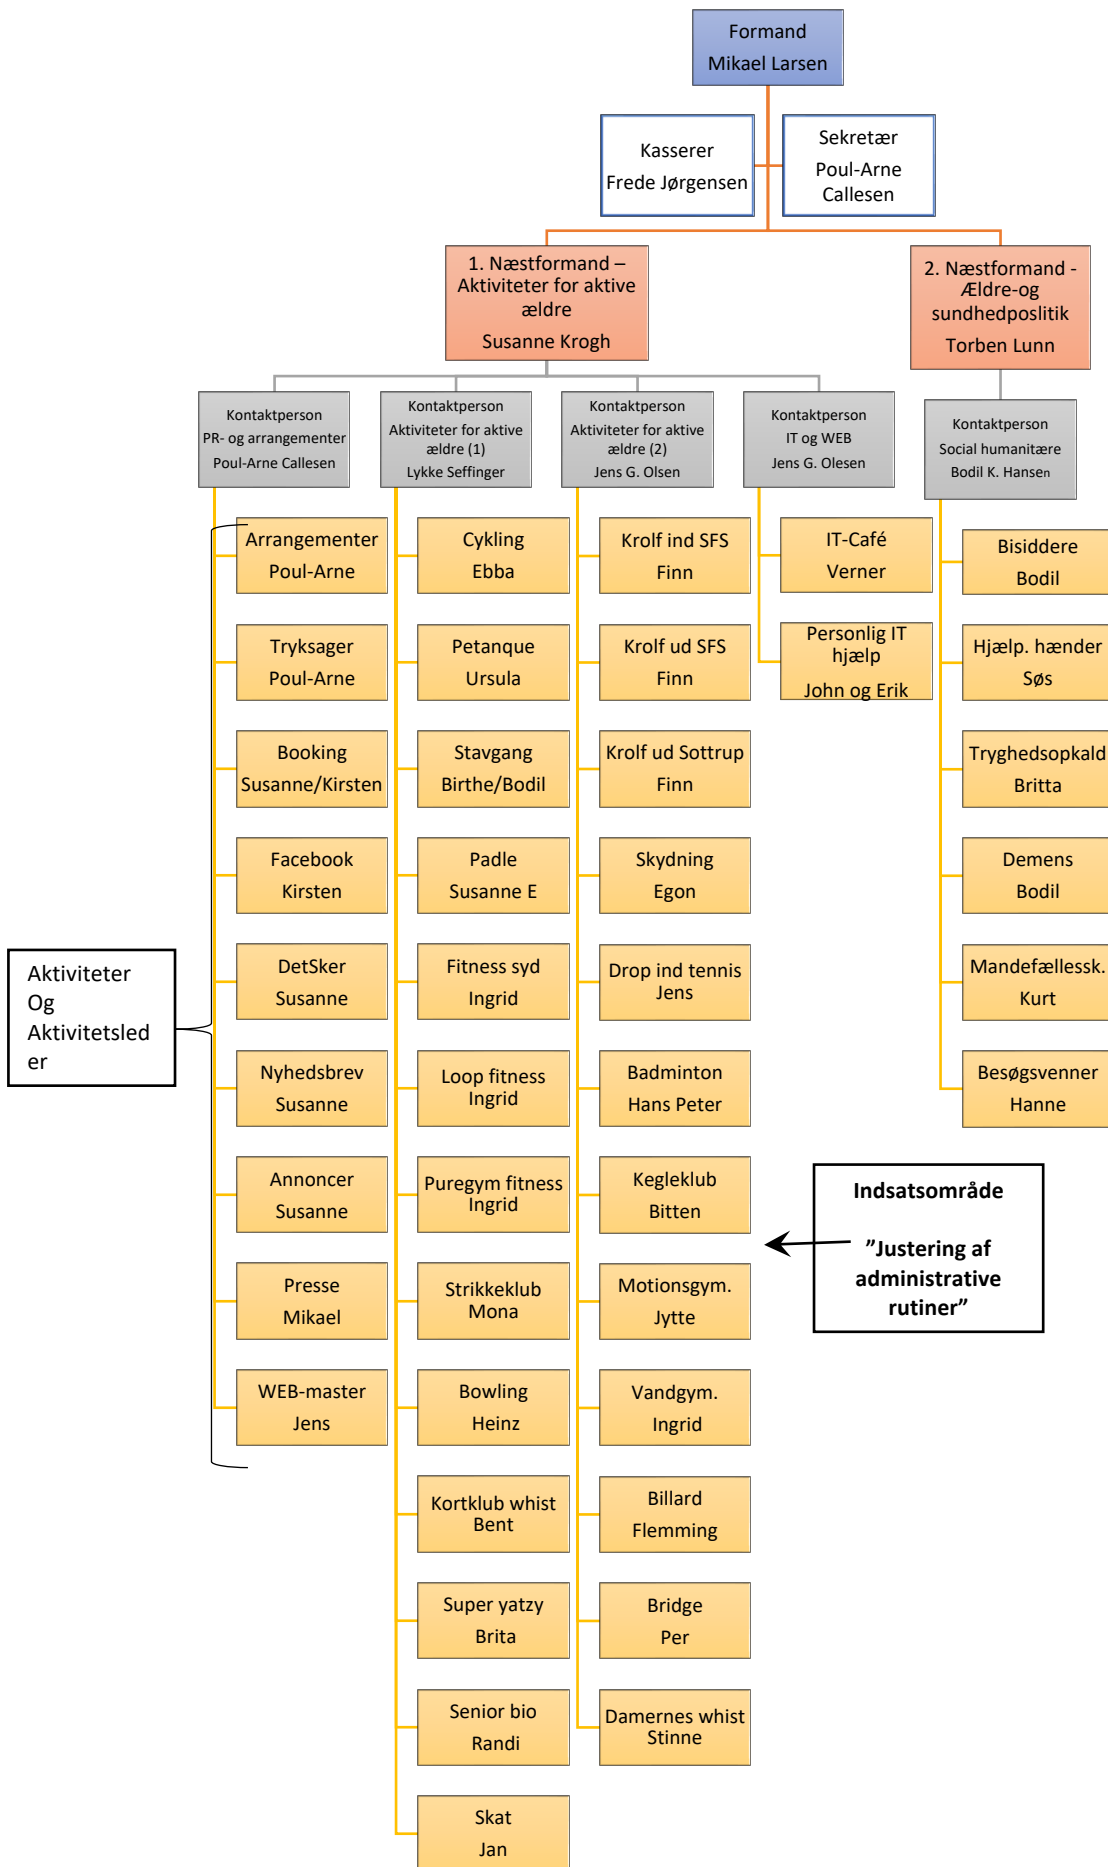 Formand
Mikael Larsen
Kasserer
Frede Jørgensen
Sekretær
Poul-Arne
Callesen
1. Næstformand –
Aktiviteter for aktive
ældre
Susanne Krogh
2. Næstformand -
Ældre-og
sundhedposlitik
Torben Lunn
Kontaktperson
PR- og arrangementer
Poul-Arne Callesen
Kontaktperson
Aktiviteter for aktive
ældre (1)
Lykke Seffinger
Kontaktperson
Aktiviteter for aktive
ældre (2)
Jens G. Olsen
Kontaktperson
IT og WEB
Jens G. Olesen
Kontaktperson
Social humanitære
Bodil K. Hansen
Arrangementer
Poul-Arne
Tryksager
Poul-Arne
Booking
Susanne/Kirsten
Facebook
Kirsten
DetSker
Susanne
Nyhedsbrev
Susanne
Annoncer
Susanne
Presse
Mikael
WEB-master
Jens
Cykling
Ebba
Petanque
Ursula
Stavgang
Birthe/Bodil
Padle
Susanne E
Fitness syd
Ingrid
Loop fitness
Ingrid
Puregym fitness
Ingrid
Strikkeklub
Mona
Bowling
Heinz
Kortklub whist
Bent
Super yatzy
Brita
Senior bio
Randi
Skat
Jan
Krolf ind SFS
Finn
Krolf ud SFS
Finn
Krolf ud Sottrup
Finn
Skydning
Egon
Drop ind tennis
Jens
Badminton
Hans Peter
Kegleklub
Bitten
Motionsgym.
Jytte
Vandgym.
Ingrid
Billard
Flemming
Bridge
Per
Damernes whist
Stinne
IT-Café
Verner
Personlig IT
hjælp
John og Erik
Bisiddere
Bodil
Hjælp. hænder
Søs
Tryghedsopkald
Britta
Demens
Bodil
Mandefællessk.
Kurt
Besøgsvenner
Hanne
Aktiviteter
Og
Aktivitetsled
er
Indsatsområde
”Justering af
administrative
rutiner”